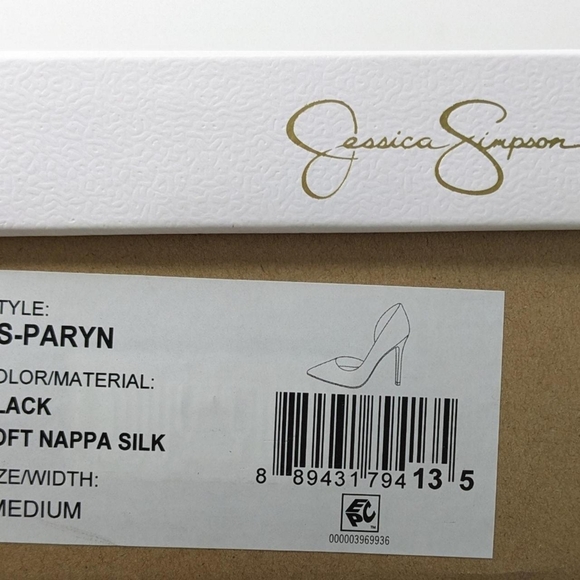 Jessica Simpson
TYLE:
S-PARYN
OLOR/MATERIAL:
LACK
OFT NAPPA SILK
ZE/WIDTH:
MEDIUM
8 89431 794 13 5
EPC
000003969936